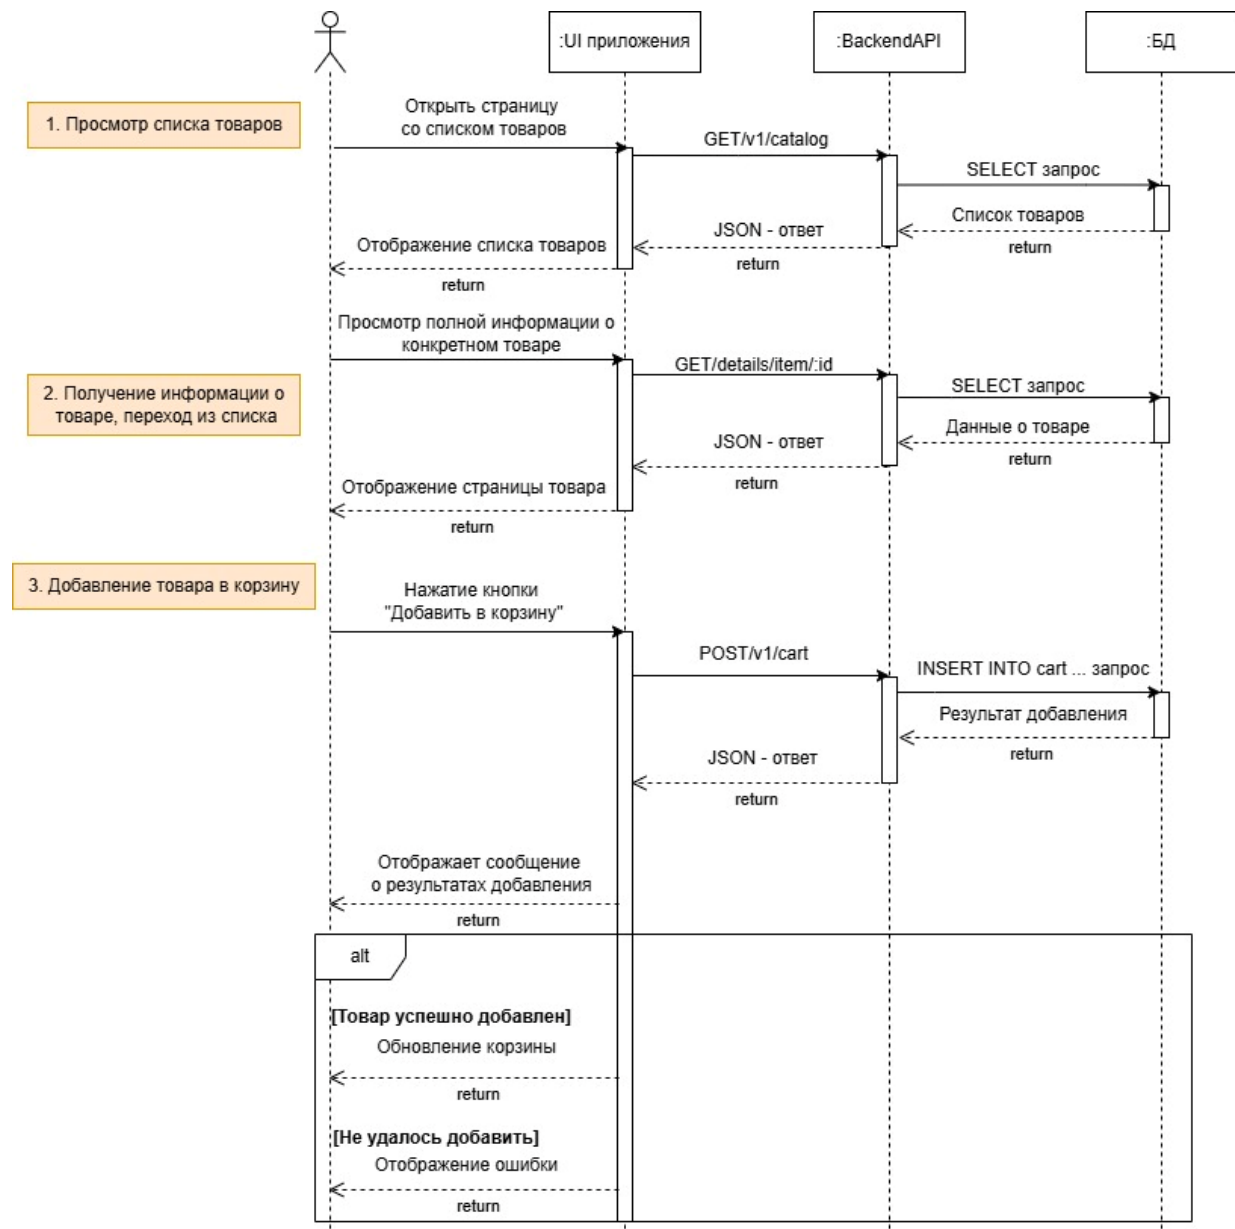 :UI приложения
:BackendAPI
:БД
1. Просмотр списка товаров
Открыть страницу
со списком товаров
GET/v1/catalog
SELECT запрос
Список товаров
return
JSON - ответ
return
Отображение списка товаров
return
Просмотр полной информации о
конкретном товаре
2. Получение информации о
товаре, переход из списка
GET/details/item/:id
SELECT запрос
Данные о товаре
return
JSON - ответ
return
Отображение страницы товара
return
3. Добавление товара в корзину
Нажатие кнопки
"Добавить в корзину"
POST/v1/cart
INSERT INTO cart ... запрос
Результат добавления
return
JSON - ответ
return
Отображает сообщение
о результатах добавления
return
alt
[Товар успешно добавлен]
Обновление корзины
return
[Не удалось добавить]
Отображение ошибки
return